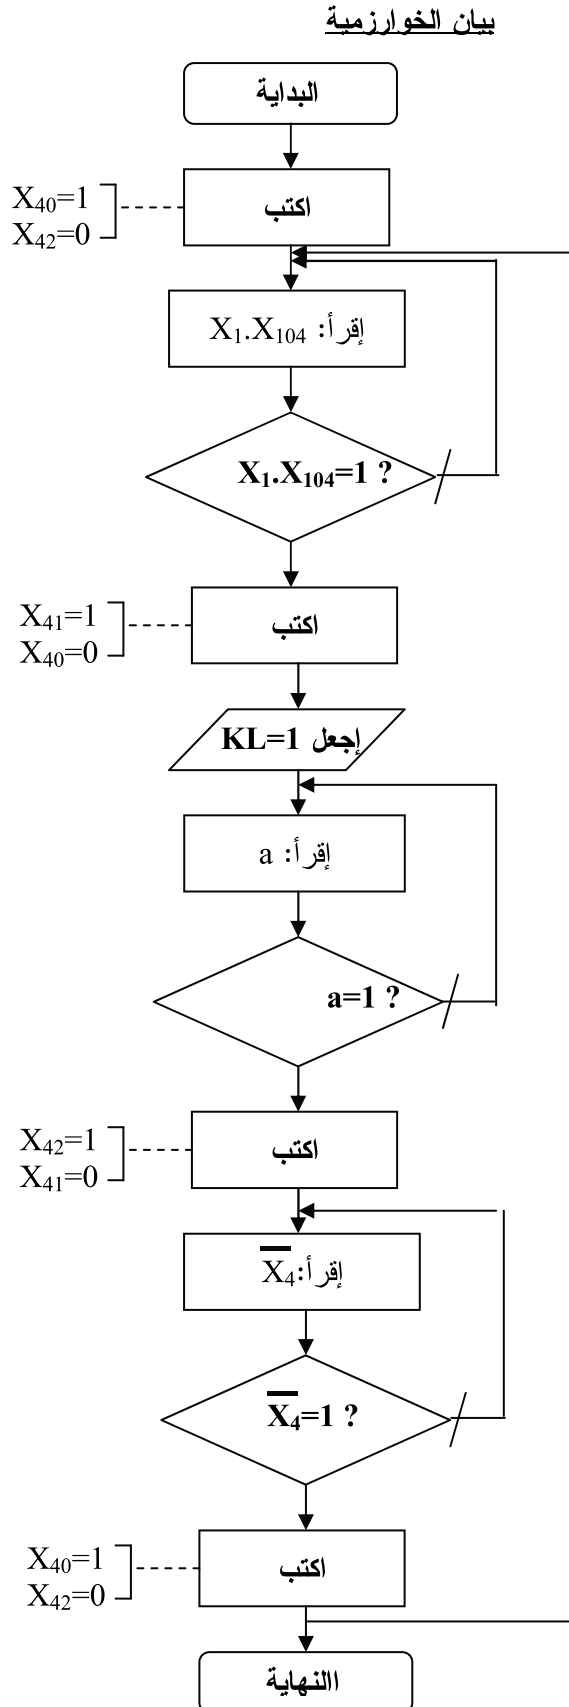 بيان الخوارزمية
البداية
X₄₀=1
X₄₂=0
اكتب
إقرأ: X₁.X₁₀₄
X₁.X₁₀₄=1 ?
X₄₁=1
X₄₀=0
اكتب
إجعل KL=1
إقرأ: a
a=1 ?
X₄₂=1
X₄₁=0
اكتب
إقرأ: X̅₄
X̅₄=1 ?
X₄₀=1
X₄₂=0
اكتب
االنهاية